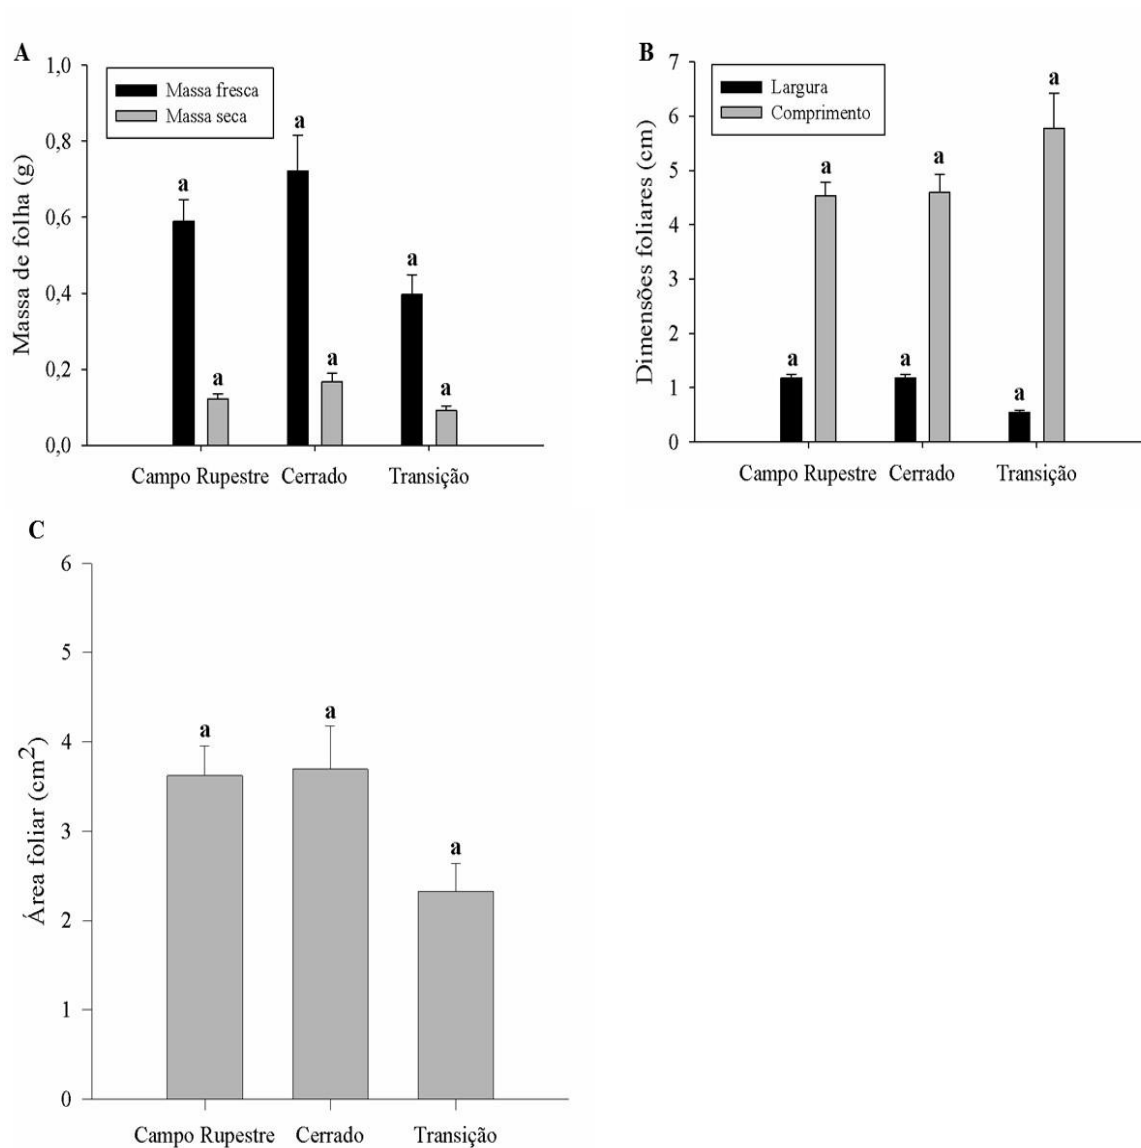 A
Massa de folha (g)
1,0
0,8
0,6
0,4
0,2
0,0
Massa fresca
Massa seca
a
a
a
a
a
a
Campo Rupestre
Cerrado
Transição
B
Dimensões foliares (cm)
7
6
5
4
3
2
1
0
Largura
Comprimento
a
a
a
a
a
a
Campo Rupestre
Cerrado
Transição
C
Área foliar (cm²)
6
5
4
3
2
1
0
a
a
a
Campo Rupestre
Cerrado
Transição